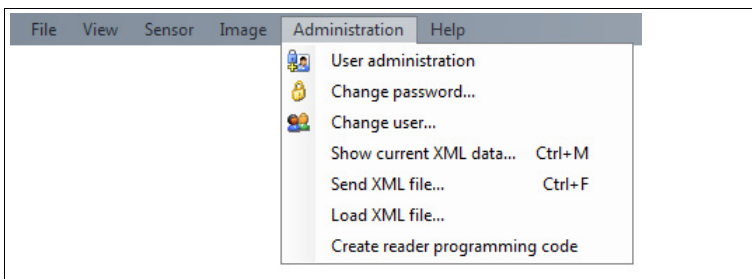 File View Sensor Image Administration Help
User administration
Change password...
Change user...
Show current XML data... Ctrl+M
Send XML file... Ctrl+F
Load XML file...
Create reader programming code